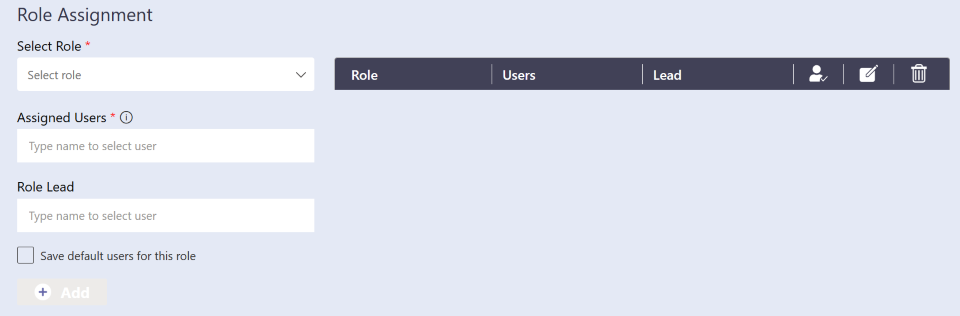 Role Assignment
Select Role *
Select role
Assigned Users *
Type name to select user
Role Lead
Type name to select user
Save default users for this role
Add
Role Users Lead